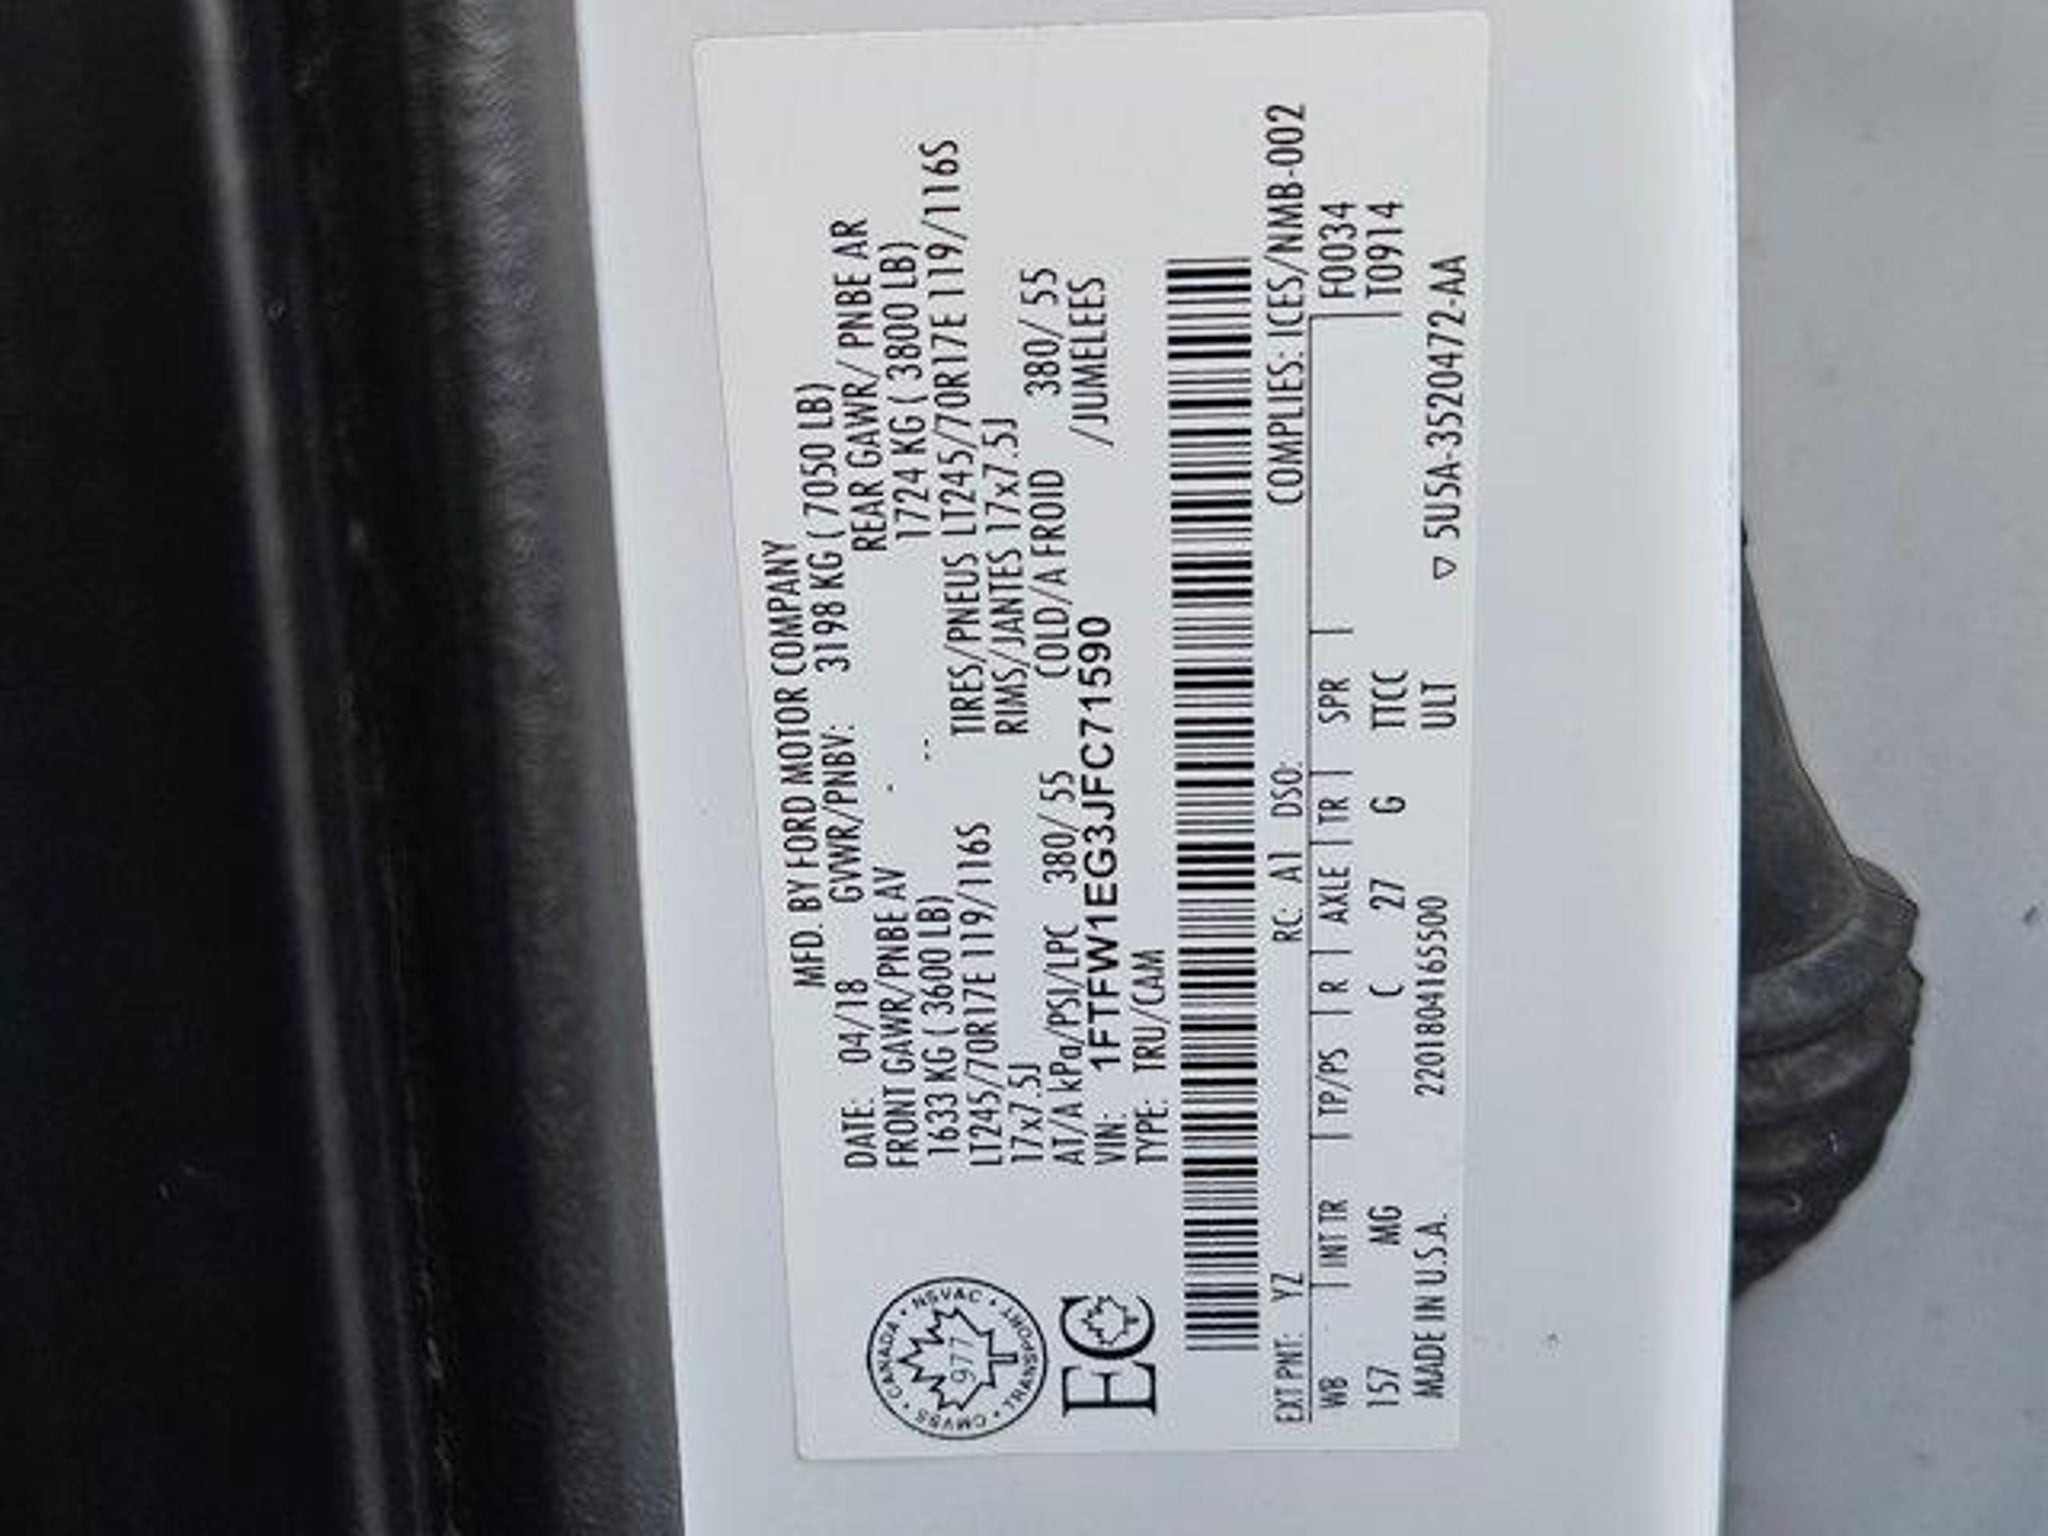 MFD. BY FORD MOTOR COMPANY
DATE: 04/18 GVWR/PNBV: 3198 KG ( 7050 LB)
FRONT GAWR/PNBE AV REAR GAWR/ PNBE AR
1633 KG ( 3600 LB) 1724 KG ( 3800 LB)
LT245/70R17E 119/116S TIRES/PNEUS LT245/70R17E 119/116S
17x7.5J RIMS/JANTES 17x7.5J
AT/A kPa/PSI/LPC 380/ 55 COLD/A FROID 380/ 55
VIN: 1FTFW1EG3JFC71590 /JUMELEES
TYPE: TRU/CAM
CANADA • NSVAC • TRANSPORT • CMVSS •
977
EC
COMPLIES: ICES/NMB-002
EXT PNT: YZ RC: A1 DSO: F0034
WB | INT TR | TP/PS | R | AXLE | TR | SPR | T0914
157 MG C 27 G TTCC
MADE IN U.S.A. 2201804165500 ULT ▽ 5U5A-3520472-AA